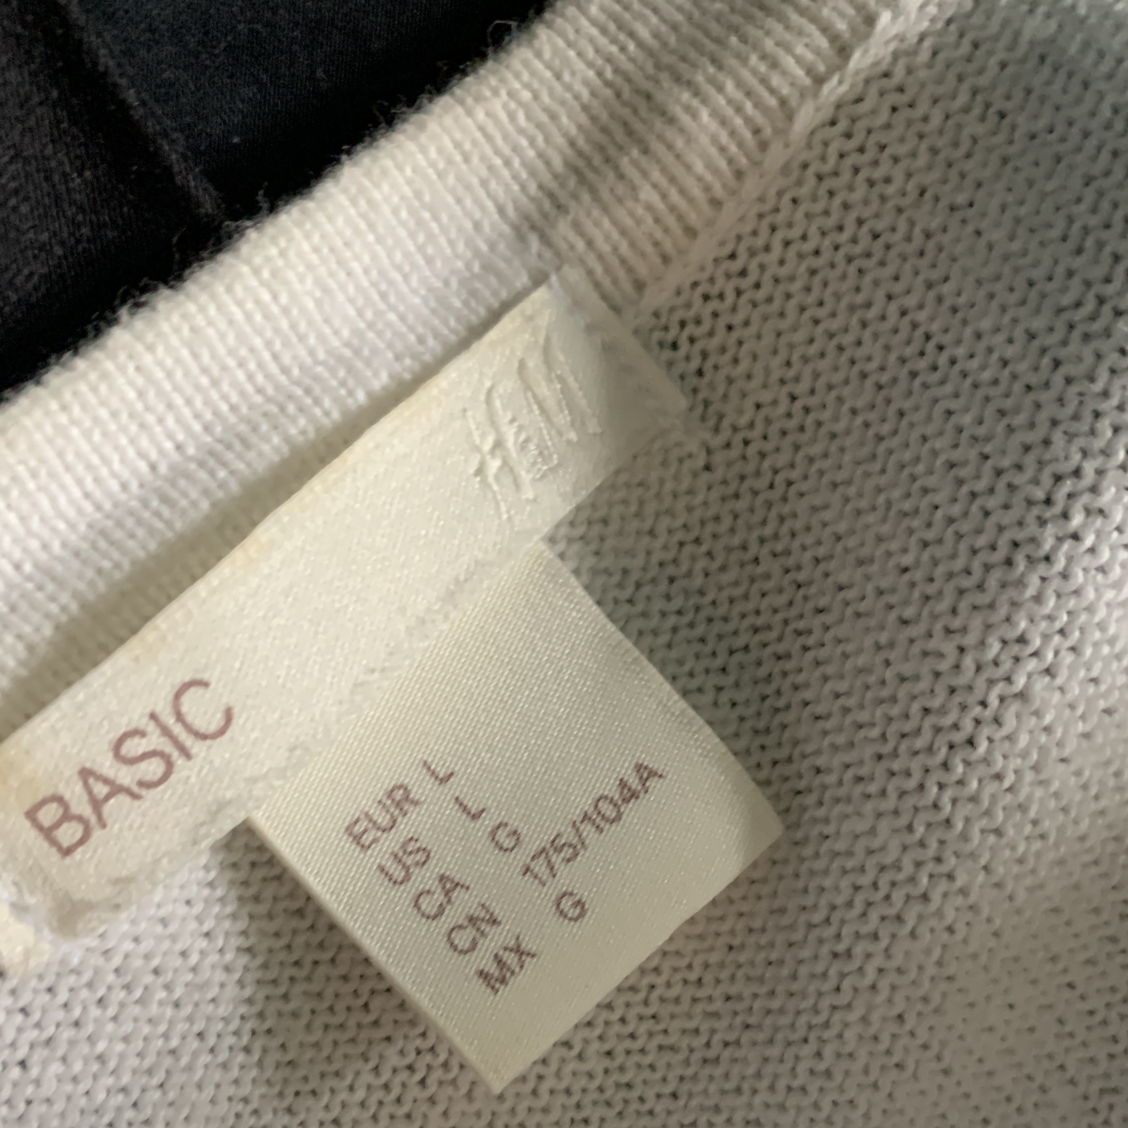 H&M
BASIC
EUR L
US L
CA G
CN 175/104A
MX G